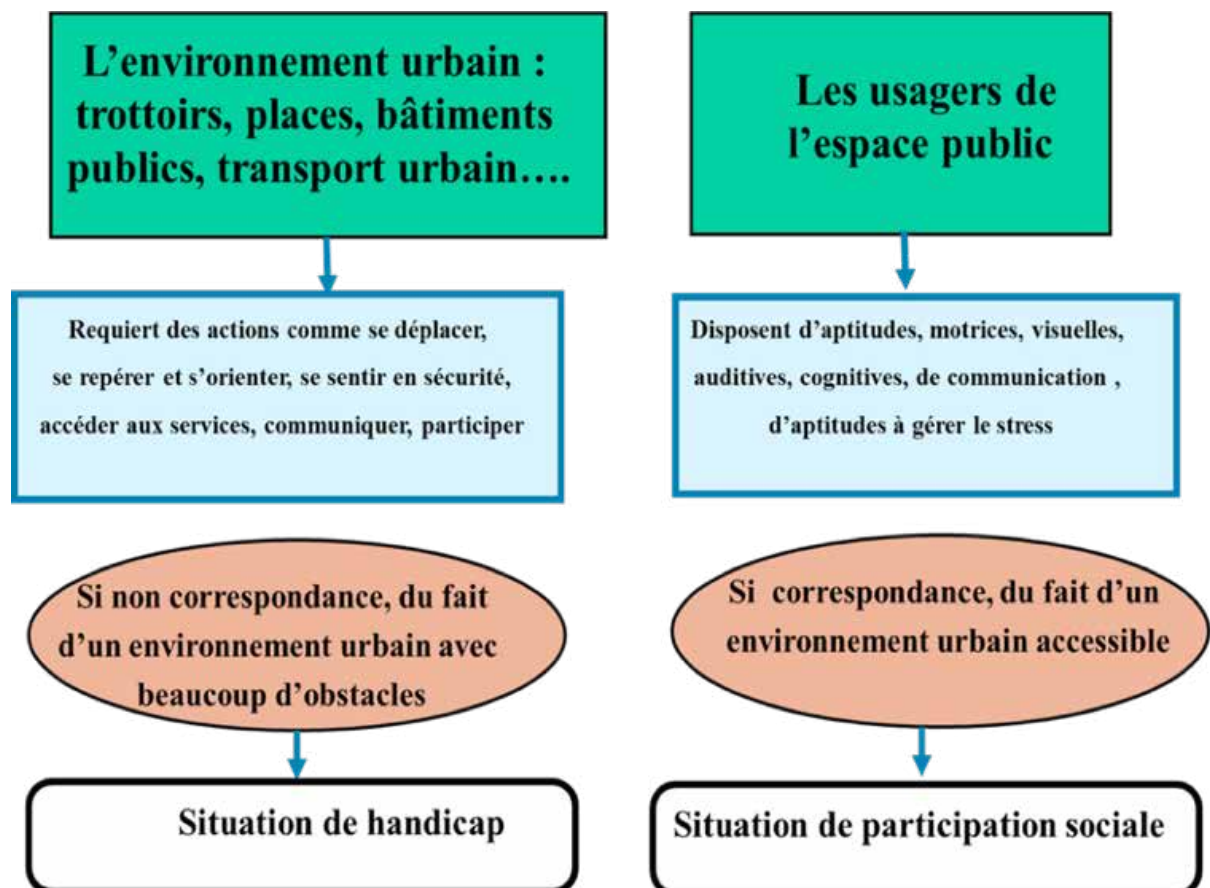 L’environnement urbain :
trottoirs, places, bâtiments
publics, transport urbain….
Les usagers de
l’espace public
Requiert des actions comme se déplacer,
se repérer et s’orienter, se sentir en sécurité,
accéder aux services, communiquer, participer
Disposent d’aptitudes, motrices, visuelles,
auditives, cognitives, de communication ,
d’aptitudes à gérer le stress
Si non correspondance, du fait
d’un environnement urbain avec
beaucoup d’obstacles
Si correspondance, du fait d’un
environnement urbain accessible
Situation de handicap
Situation de participation sociale